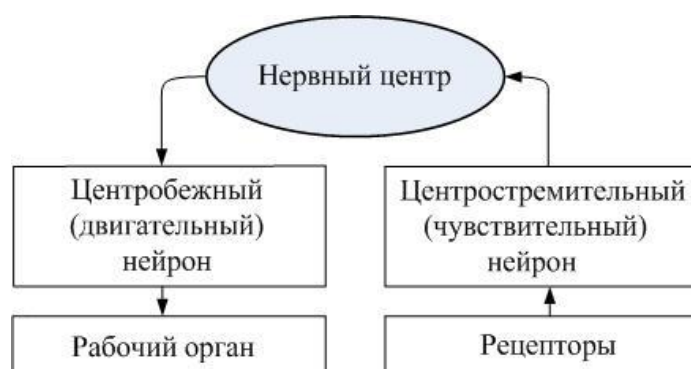 Нервный центр
Центробежный
(двигательный)
нейрон
Центростремительный
(чувствительный)
нейрон
Рабочий орган
Рецепторы